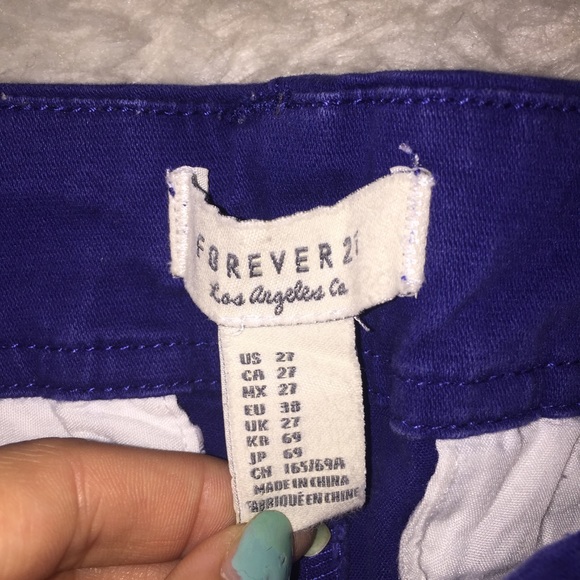 FOREVER 21
Los Angeles Ca
US 27
CA 27
MX 27
EU 38
UK 27
KR 69
JP 69
CN 165/69A
MADE IN CHINA
FABRIQUÉ EN CHINE